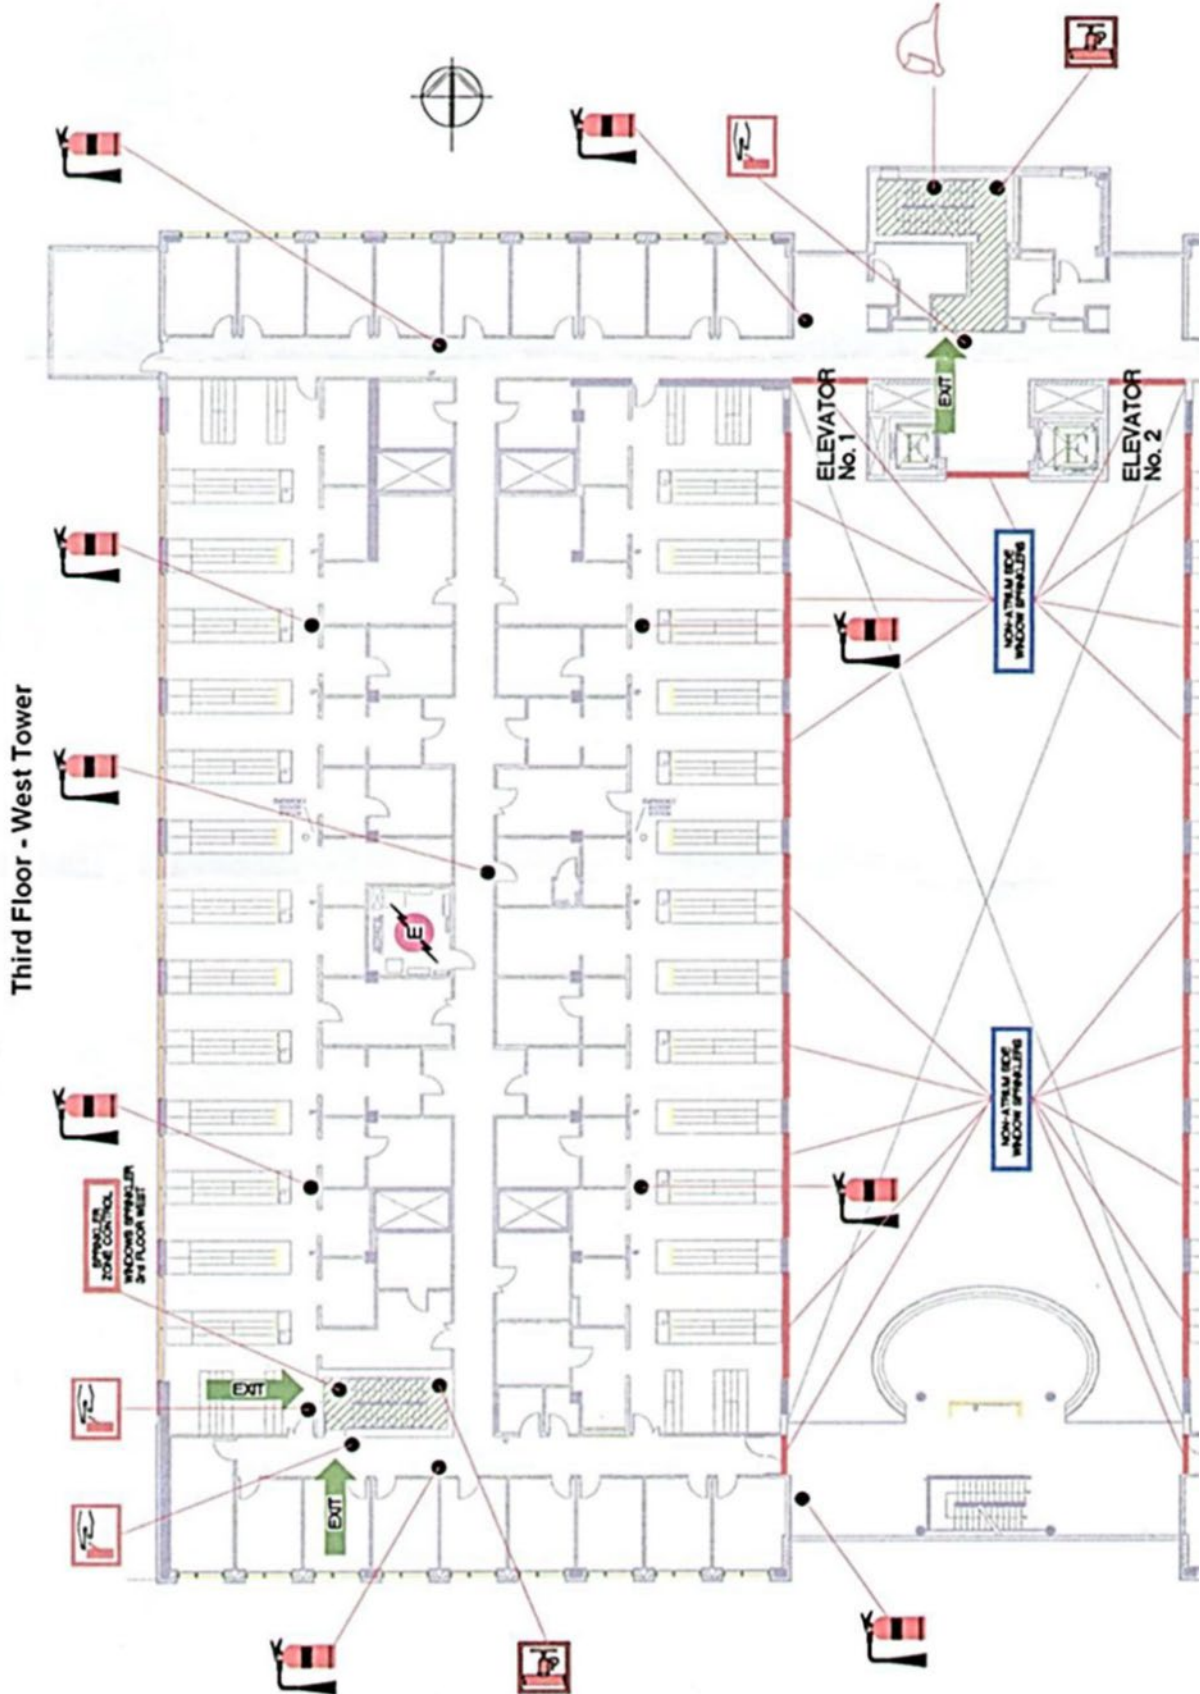 Third Floor - West Tower
SPRINKLER
ZONE CONTROL
WINDOWS SPRINKLER
3rd FLOOR WEST
EXIT
EXIT
E
EXIT
ELEVATOR
No. 1
ELEVATOR
No. 2
NON-ATRIUM SIDE
WINDOW SPRINKLERS
NON-ATRIUM SIDE
WINDOW SPRINKLERS